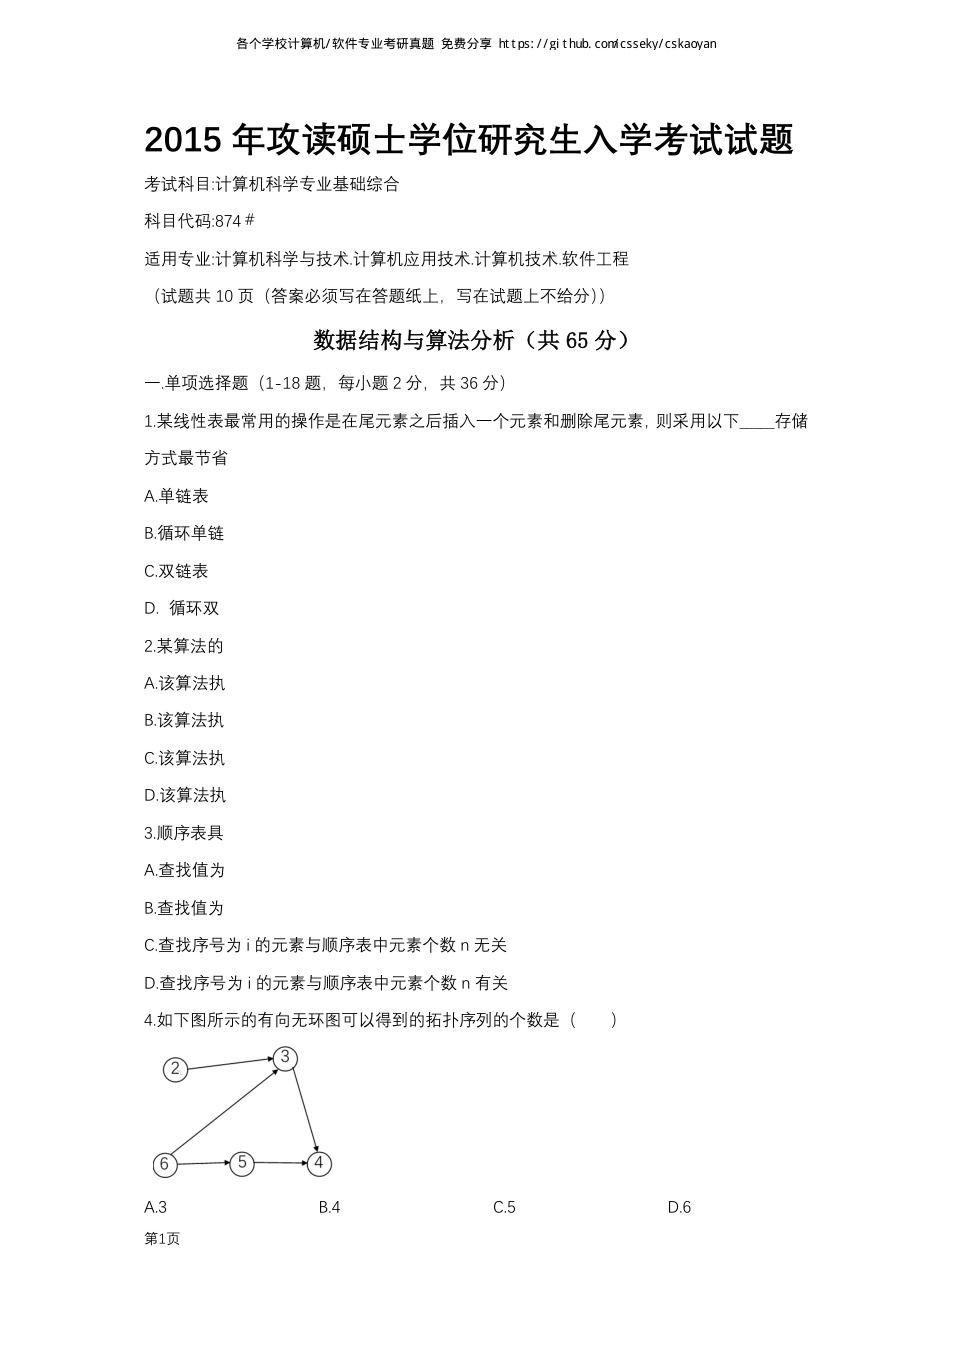 各个学校计算机/软件专业考研真题 免费分享 https://github.com/csseky/cskaoyan
2015 年攻读硕士学位研究生入学考试试题
考试科目:计算机科学专业基础综合
科目代码:874＃
适用专业:计算机科学与技术.计算机应用技术.计算机技术.软件工程
（试题共 10 页（答案必须写在答题纸上，写在试题上不给分））
数据结构与算法分析（共 65 分）
一.单项选择题（1-18 题，每小题 2 分，共 36 分）
1.某线性表最常用的操作是在尾元素之后插入一个元素和删除尾元素，则采用以下____存储
方式最节省
A.单链表
B.循环单链
C.双链表
D. 循环双
2.某算法的
A.该算法执
B.该算法执
C.该算法执
D.该算法执
3.顺序表具
A.查找值为
B.查找值为
C.查找序号为 i 的元素与顺序表中元素个数 n 无关
D.查找序号为 i 的元素与顺序表中元素个数 n 有关
4.如下图所示的有向无环图可以得到的拓扑序列的个数是（ ）
2 3
6 5 4
A.3 B.4 C.5 D.6
第1页